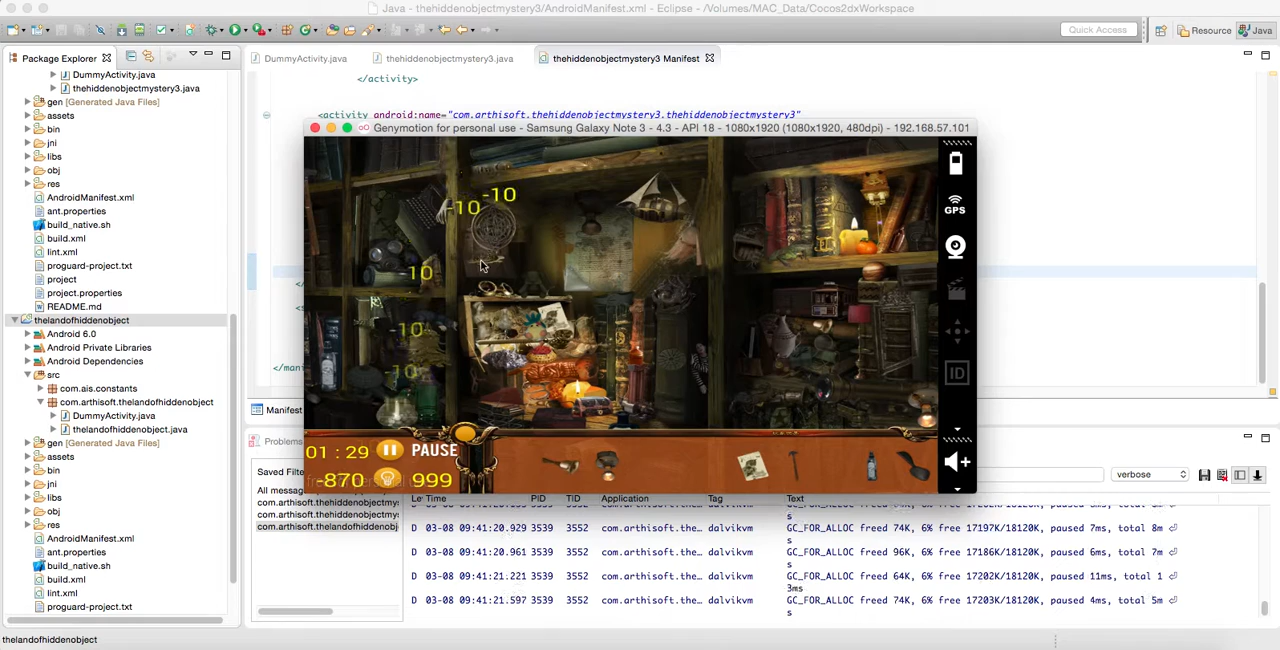 Java - thehiddenobjectmystery3/AndroidManifest.xml - Eclipse - /Volumes/MAC_Data/Cocos2dxWorkspace
Quick Access
Resource
Java
Package Explorer
DummyActivity.java
thehiddenobjectmystery3.java
thehiddenobjectmystery3 Manifest
DummyActivity.java
thehiddenobjectmystery3.java
gen [Generated Java Files]
assets
bin
jni
libs
obj
res
AndroidManifest.xml
ant.properties
build_native.sh
build.xml
lint.xml
proguard-project.txt
project
project.properties
README.md
thelandofhiddenobject
Android 6.0
Android Private Libraries
Android Dependencies
src
com.ais.constants
com.arthisoft.thelandofhiddenobject
DummyActivity.java
thelandofhiddenobject.java
gen [Generated Java Files]
assets
bin
jni
libs
obj
res
AndroidManifest.xml
ant.properties
build_native.sh
build.xml
lint.xml
proguard-project.txt
thelandofhiddenobject
</activity>
<activity android:name="com.arthisoft.thehiddenobjectmystery3.thehiddenobjectmystery3"
</
<s
</mani
Manifest
Genymotion for personal use - Samsung Galaxy Note 3 - 4.3 - API 18 - 1080x1920 (1080x1920, 480dpi) - 192.168.57.101
-10
-10
10
-10
-10
GPS
ID
01 : 29
PAUSE
-870
999
Problems
Saved Filte
All messag
com.arthisoft.thehiddenobjectmys
com.arthisoft.thehiddenobjectmys
com.arthisoft.thelandofhiddenobj
verbose
Le Time PID TID Application Tag Text
s
D 03-08 09:41:20.929 3539 3552 com.arthisoft.the… dalvikvm GC_FOR_ALLOC freed 74K, 6% free 17197K/18120K, paused 7ms, total 8m
s
D 03-08 09:41:20.961 3539 3552 com.arthisoft.the… dalvikvm GC_FOR_ALLOC freed 96K, 6% free 17186K/18120K, paused 6ms, total 7m
s
D 03-08 09:41:21.221 3539 3552 com.arthisoft.the… dalvikvm GC_FOR_ALLOC freed 64K, 6% free 17202K/18120K, paused 11ms, total 1
3ms
D 03-08 09:41:21.597 3539 3552 com.arthisoft.the… dalvikvm GC_FOR_ALLOC freed 74K, 6% free 17203K/18120K, paused 4ms, total 5m
s